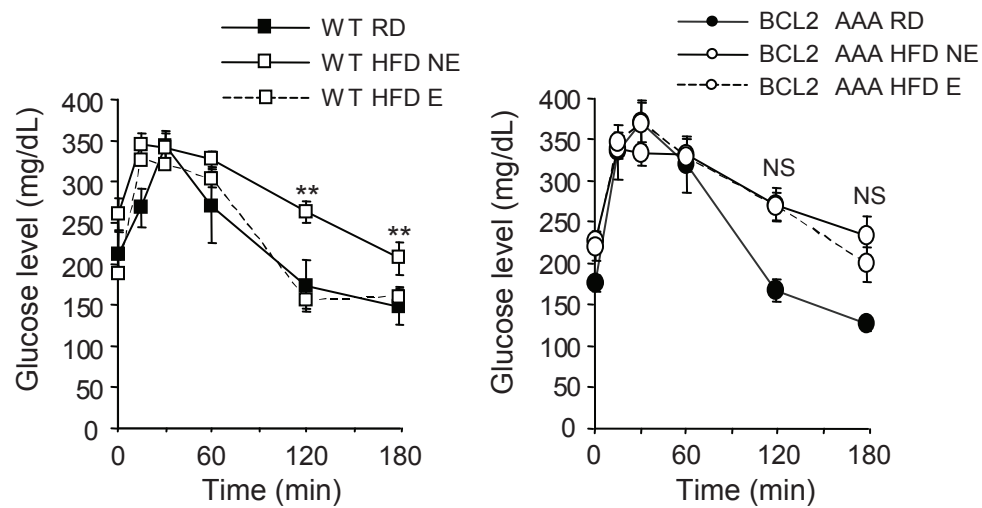 WT RD
WT HFD NE
WT HFD E
400
350
300
250
200
150
100
50
0
Glucose level (mg/dL)
**
**
0 60 120 180
Time (min)
BCL2 AAA RD
BCL2 AAA HFD NE
BCL2 AAA HFD E
400
350
300
250
200
150
100
50
0
Glucose level (mg/dL)
NS
NS
0 60 120 180
Time (min)